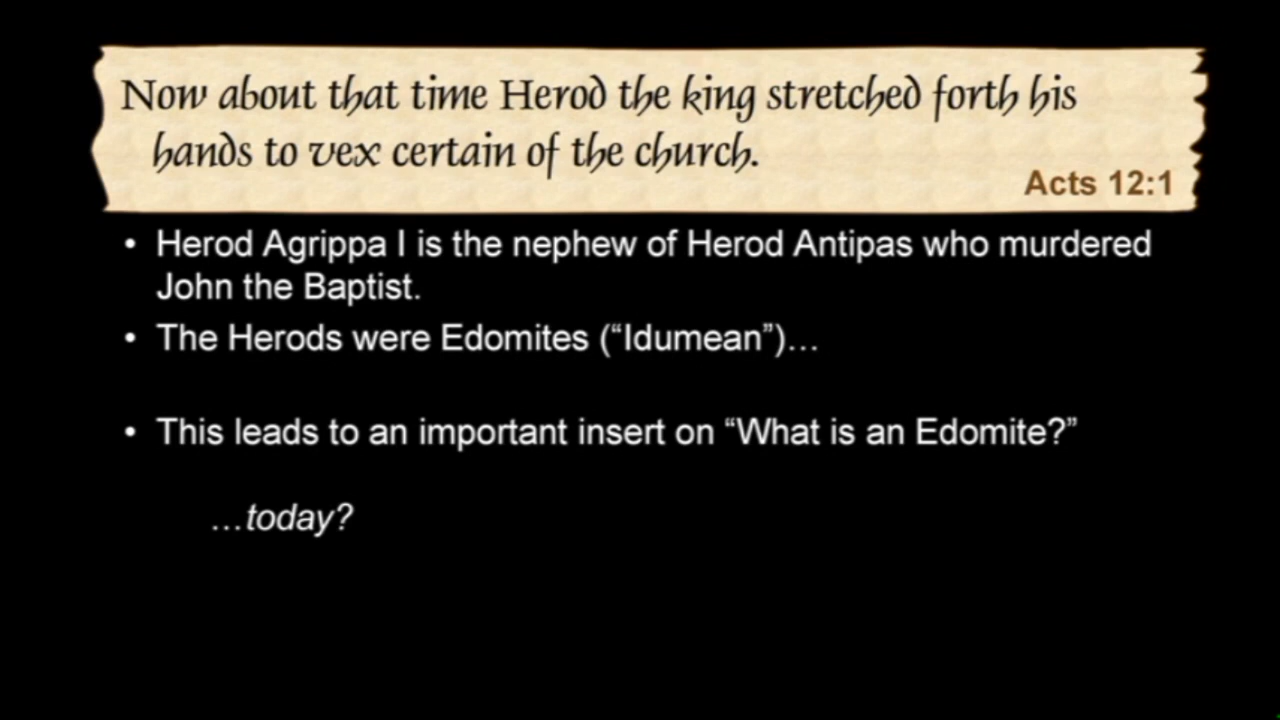 Now about that time Herod the king stretched forth his
hands to vex certain of the church.
Acts 12:1
• Herod Agrippa I is the nephew of Herod Antipas who murdered
John the Baptist.
• The Herods were Edomites (“Idumean”)…
• This leads to an important insert on “What is an Edomite?”
…today?